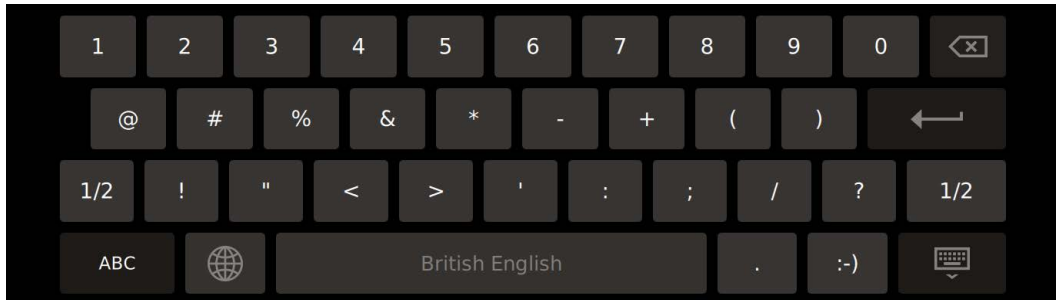 1 2 3 4 5 6 7 8 9 0
@ # % & * - + ( )
1/2 ! " < > ' : ; / ? 1/2
ABC British English . :-)